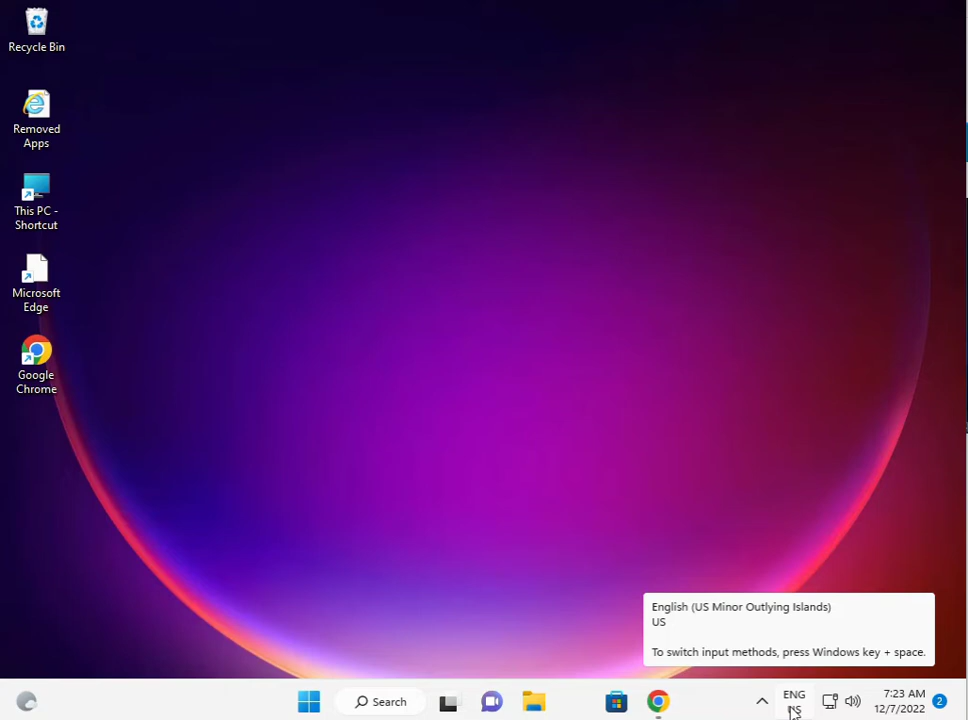 Recycle Bin
Removed
Apps
This PC -
Shortcut
Microsoft
Edge
Google
Chrome
English (US Minor Outlying Islands)
US
To switch input methods, press Windows key + space.
Search
ENG
US
7:23 AM
12/7/2022
2